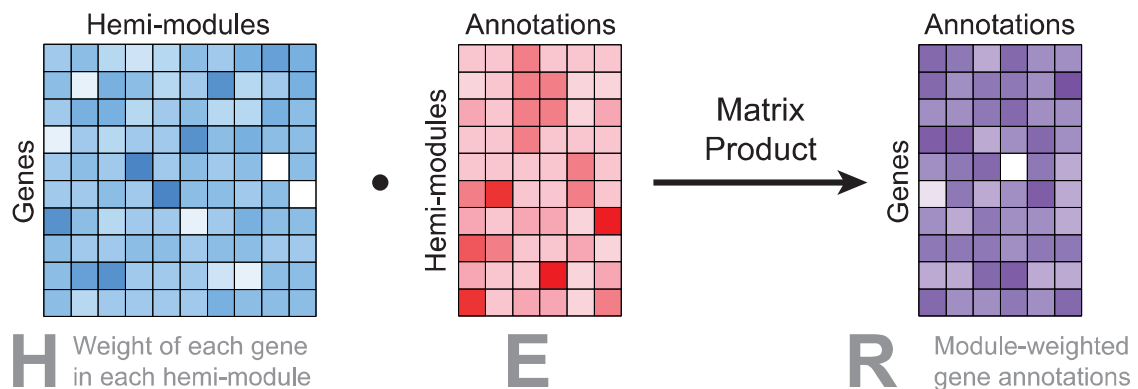 Hemi-modules
Annotations
Annotations
Genes
Hemi-modules
Matrix
Product
Genes
H
Weight of each gene
in each hemi-module
E
R
Module-weighted
gene annotations